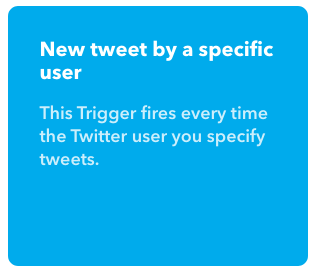 New tweet by a specific
user
This Trigger fires every time
the Twitter user you specify
tweets.